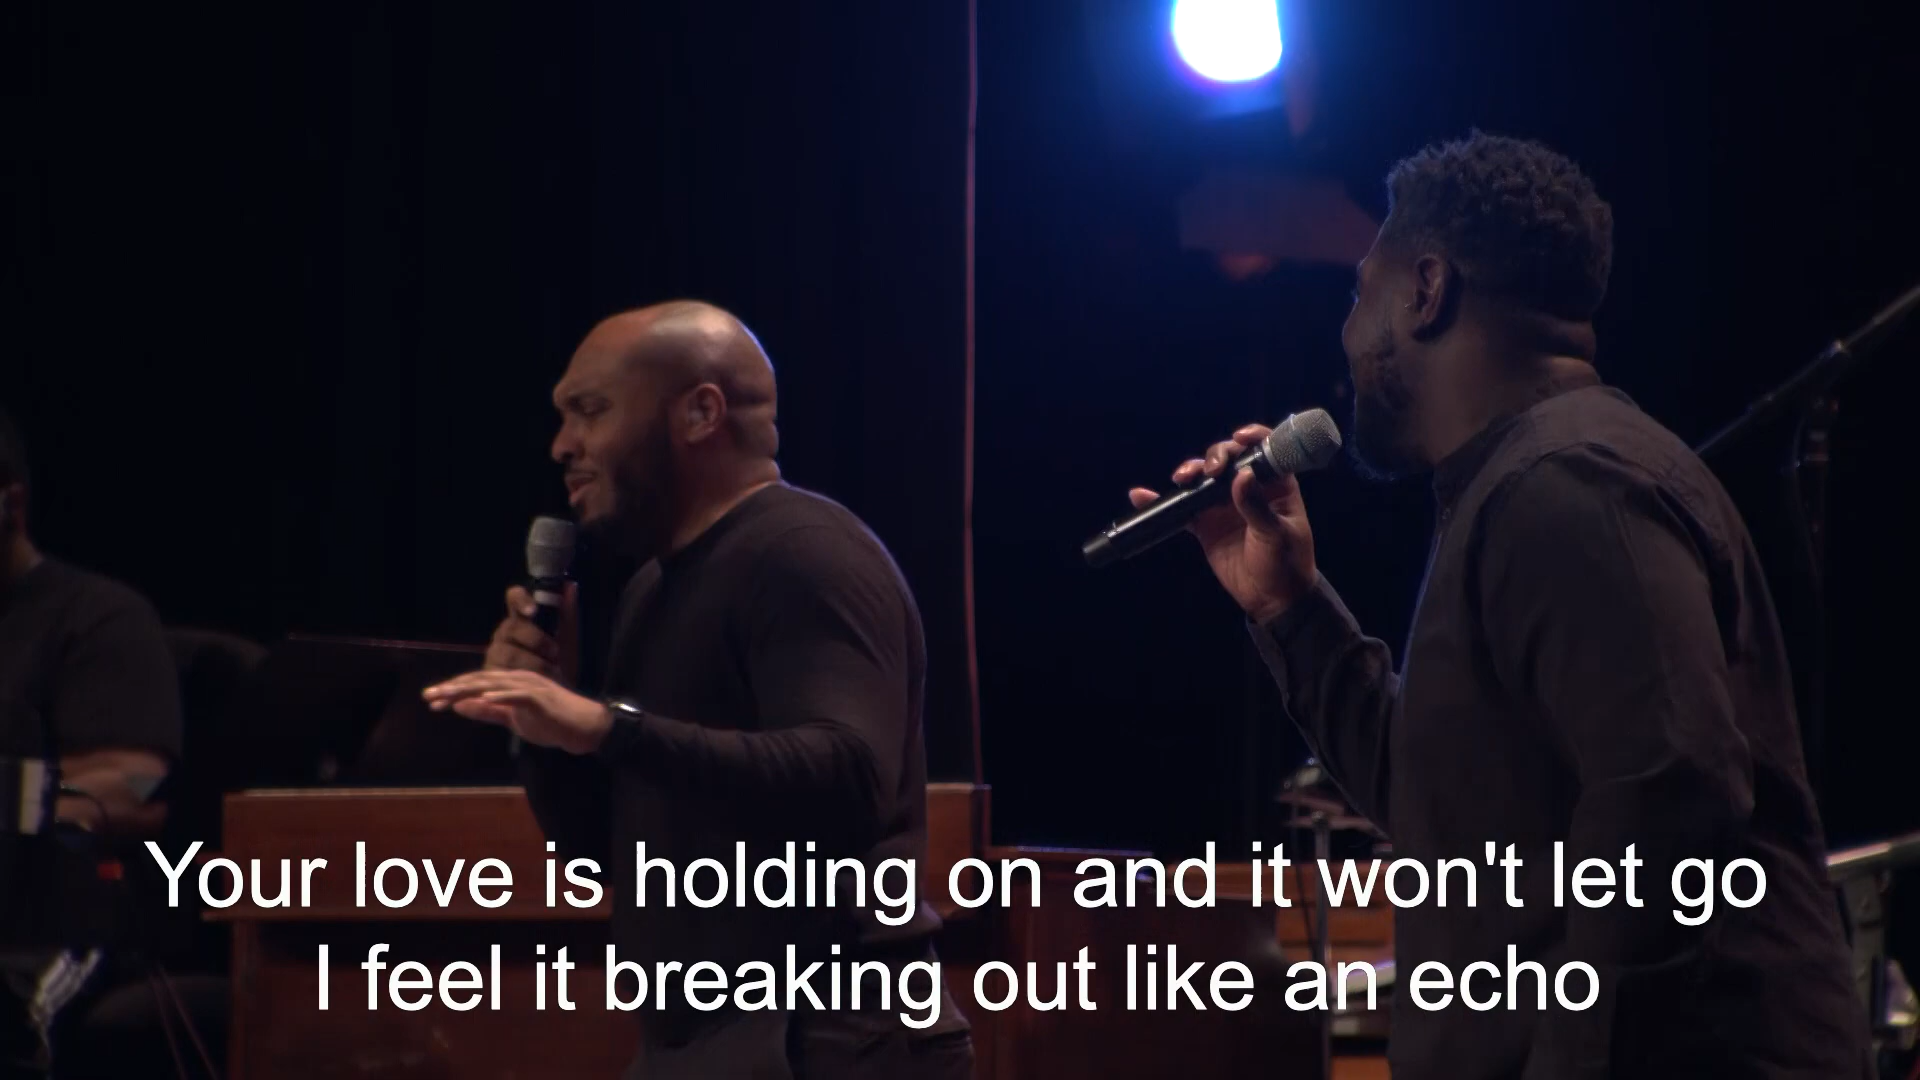 Your love is holding on and it won't let go
I feel it breaking out like an echo